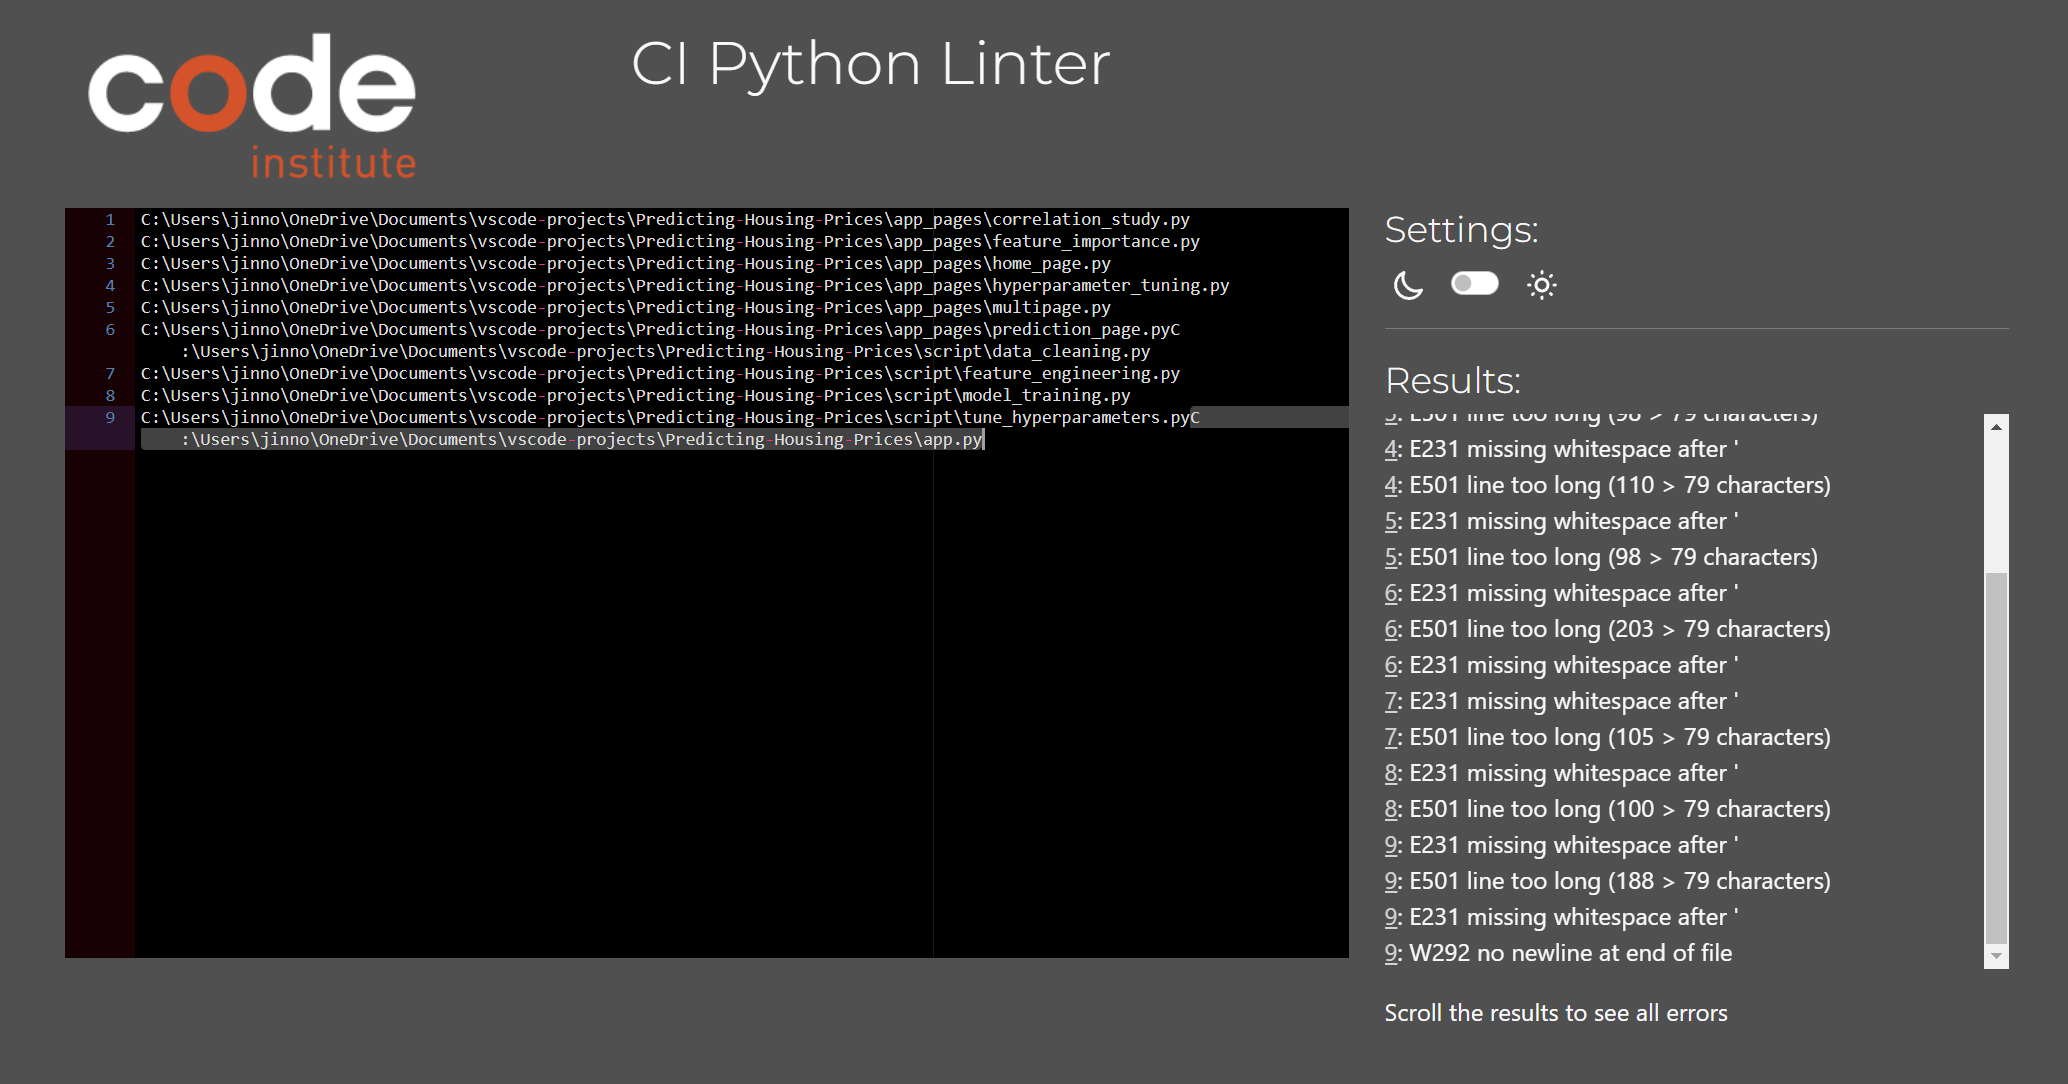 code
institute
CI Python Linter
1 C:\Users\jinno\OneDrive\Documents\vscode-projects\Predicting-Housing-Prices\app_pages\correlation_study.py
2 C:\Users\jinno\OneDrive\Documents\vscode-projects\Predicting-Housing-Prices\app_pages\feature_importance.py
3 C:\Users\jinno\OneDrive\Documents\vscode-projects\Predicting-Housing-Prices\app_pages\home_page.py
4 C:\Users\jinno\OneDrive\Documents\vscode-projects\Predicting-Housing-Prices\app_pages\hyperparameter_tuning.py
5 C:\Users\jinno\OneDrive\Documents\vscode-projects\Predicting-Housing-Prices\app_pages\multipage.py
6 C:\Users\jinno\OneDrive\Documents\vscode-projects\Predicting-Housing-Prices\app_pages\prediction_page.pyC
:\Users\jinno\OneDrive\Documents\vscode-projects\Predicting-Housing-Prices\script\data_cleaning.py
7 C:\Users\jinno\OneDrive\Documents\vscode-projects\Predicting-Housing-Prices\script\feature_engineering.py
8 C:\Users\jinno\OneDrive\Documents\vscode-projects\Predicting-Housing-Prices\script\model_training.py
9 C:\Users\jinno\OneDrive\Documents\vscode-projects\Predicting-Housing-Prices\script\tune_hyperparameters.pyC
:\Users\jinno\OneDrive\Documents\vscode-projects\Predicting-Housing-Prices\app.py
Settings:
Results:
3: E501 line too long (98 > 79 characters)
4: E231 missing whitespace after '
4: E501 line too long (110 > 79 characters)
5: E231 missing whitespace after '
5: E501 line too long (98 > 79 characters)
6: E231 missing whitespace after '
6: E501 line too long (203 > 79 characters)
6: E231 missing whitespace after '
7: E231 missing whitespace after '
7: E501 line too long (105 > 79 characters)
8: E231 missing whitespace after '
8: E501 line too long (100 > 79 characters)
9: E231 missing whitespace after '
9: E501 line too long (188 > 79 characters)
9: E231 missing whitespace after '
9: W292 no newline at end of file
Scroll the results to see all errors